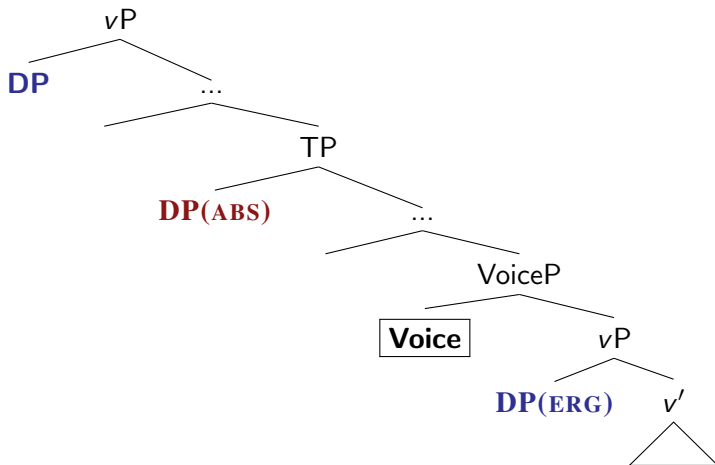 vP
DP
...
TP
DP(ABS)
...
VoiceP
Voice
vP
DP(ERG)
v′